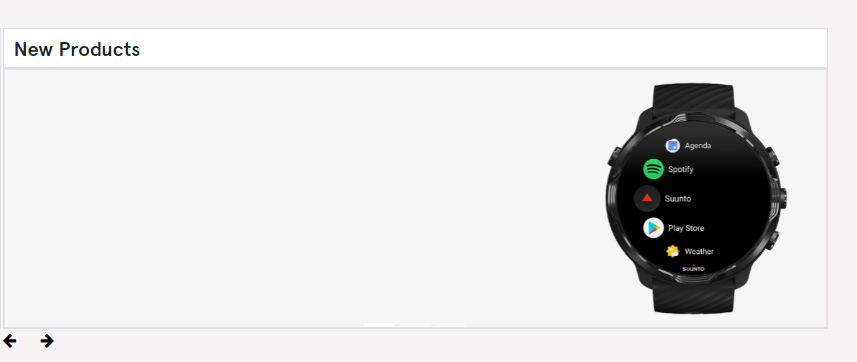 New Products
Agenda
Spotify
Suunto
Play Store
Weather
SUUNTO